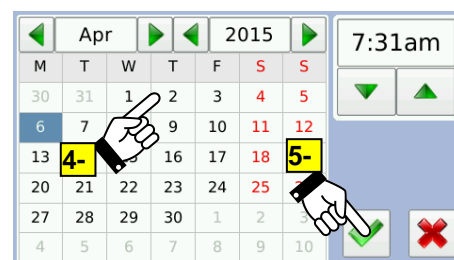 Apr 2015 7:31am
M T W T F S S
30 31 1 2 3 4 5
6 7 9 10 11 12
13 4- 16 17 18 5-
20 21 22 23 24 25
27 28 29 30 1 2 3
4 5 6 7 8 9 10